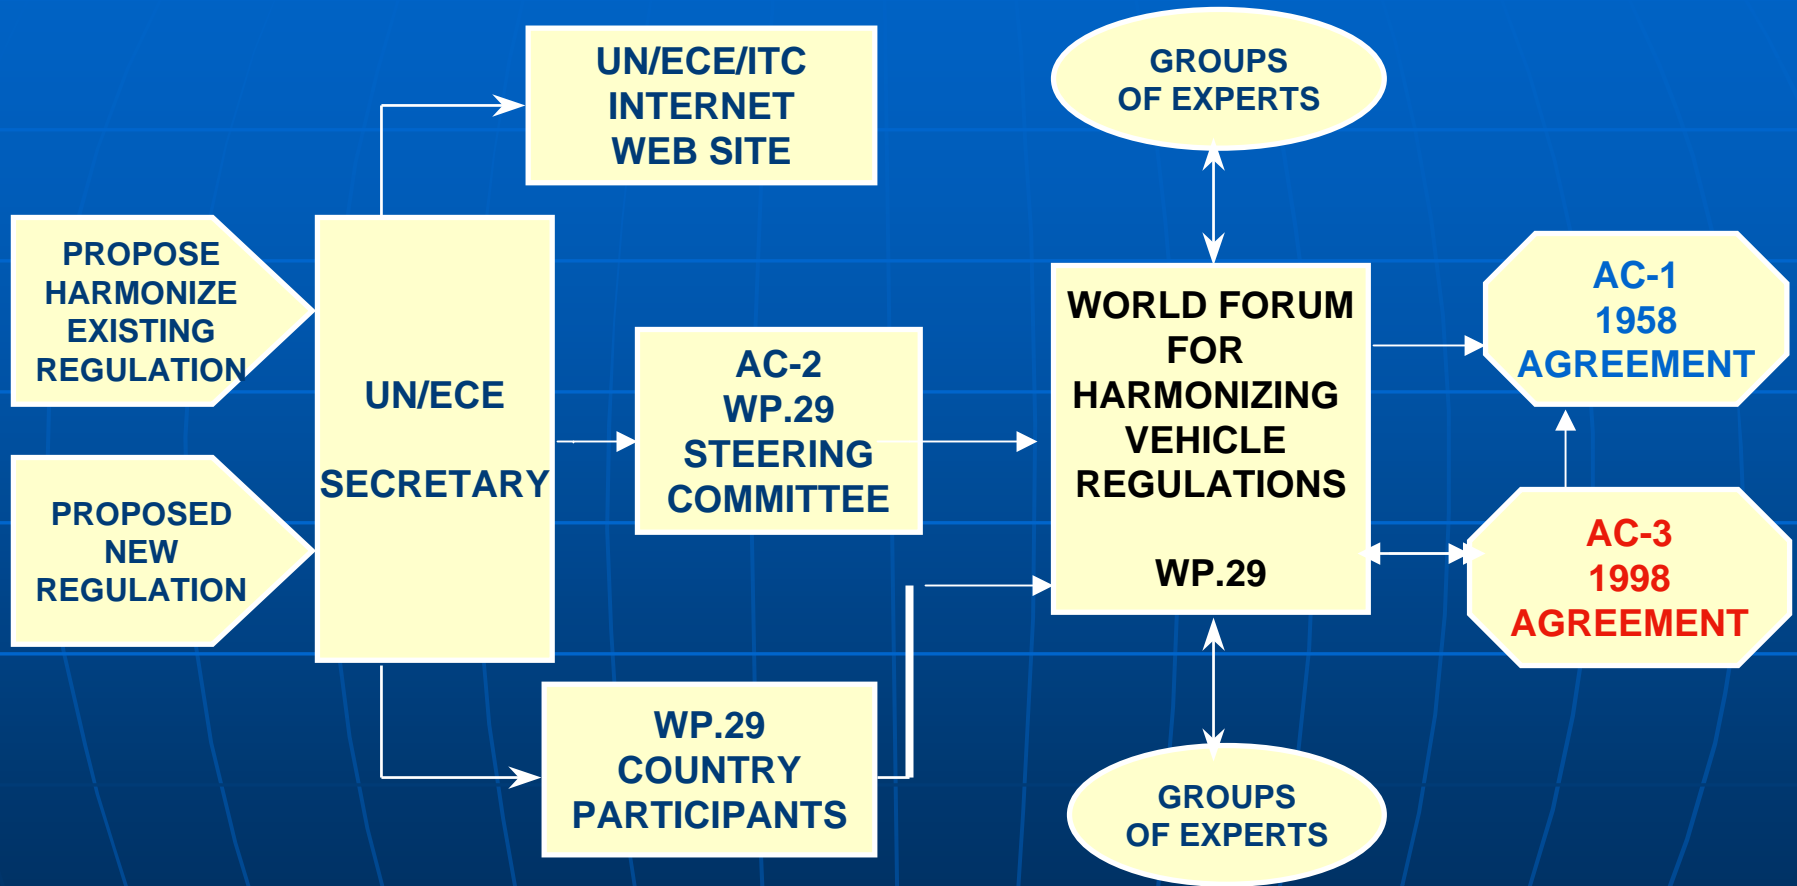 UN/ECE/ITC
INTERNET
WEB SITE
GROUPS
OF EXPERTS
PROPOSE
HARMONIZE
EXISTING
REGULATION
PROPOSED
NEW
REGULATION
UN/ECE
SECRETARY
AC-2
WP.29
STEERING
COMMITTEE
WP.29
COUNTRY
PARTICIPANTS
WORLD FORUM
FOR
HARMONIZING
VEHICLE
REGULATIONS
WP.29
GROUPS
OF EXPERTS
AC-1
1958
AGREEMENT
AC-3
1998
AGREEMENT